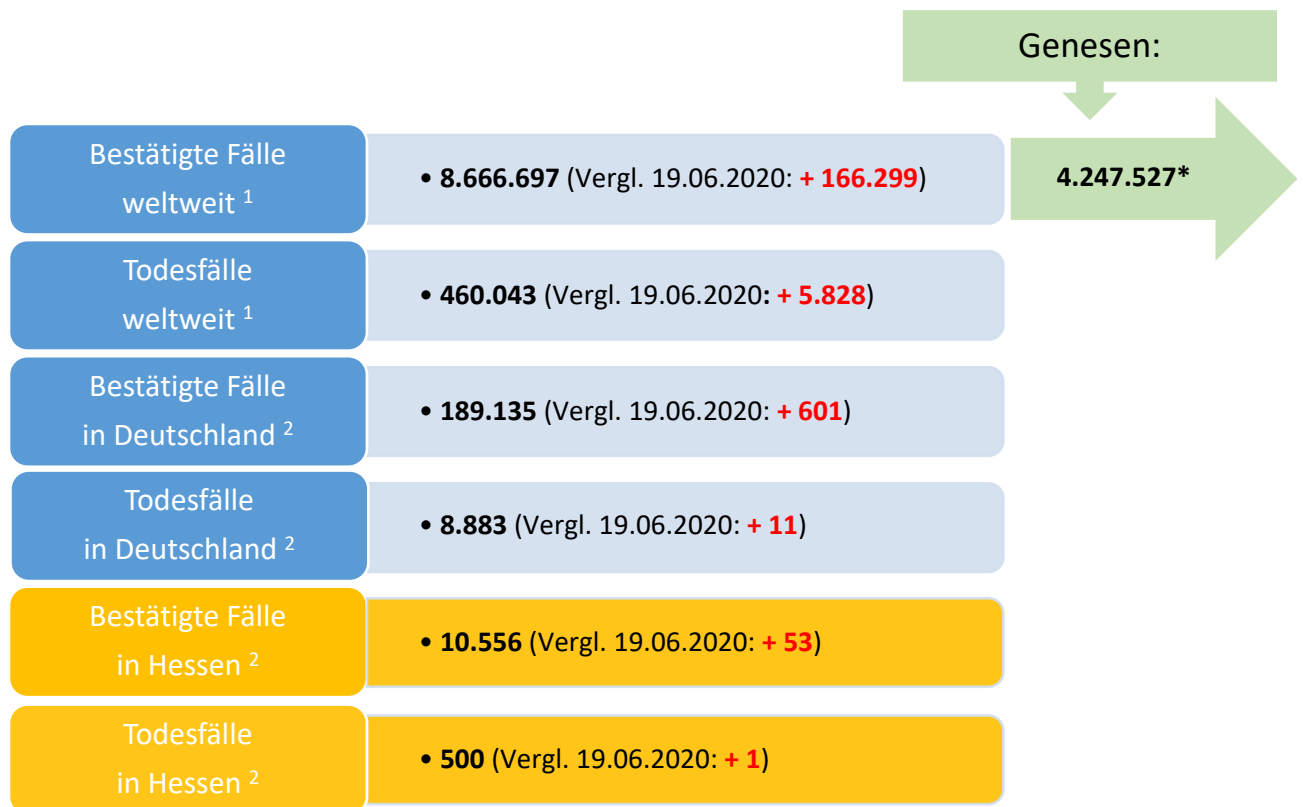 Genesen:
Bestätigte Fälle
weltweit ¹
• 8.666.697 (Vergl. 19.06.2020: + 166.299)
4.247.527*
Todesfälle
weltweit ¹
• 460.043 (Vergl. 19.06.2020: + 5.828)
Bestätigte Fälle
in Deutschland ²
• 189.135 (Vergl. 19.06.2020: + 601)
Todesfälle
in Deutschland ²
• 8.883 (Vergl. 19.06.2020: + 11)
Bestätigte Fälle
in Hessen ²
• 10.556 (Vergl. 19.06.2020: + 53)
Todesfälle
in Hessen ²
• 500 (Vergl. 19.06.2020: + 1)